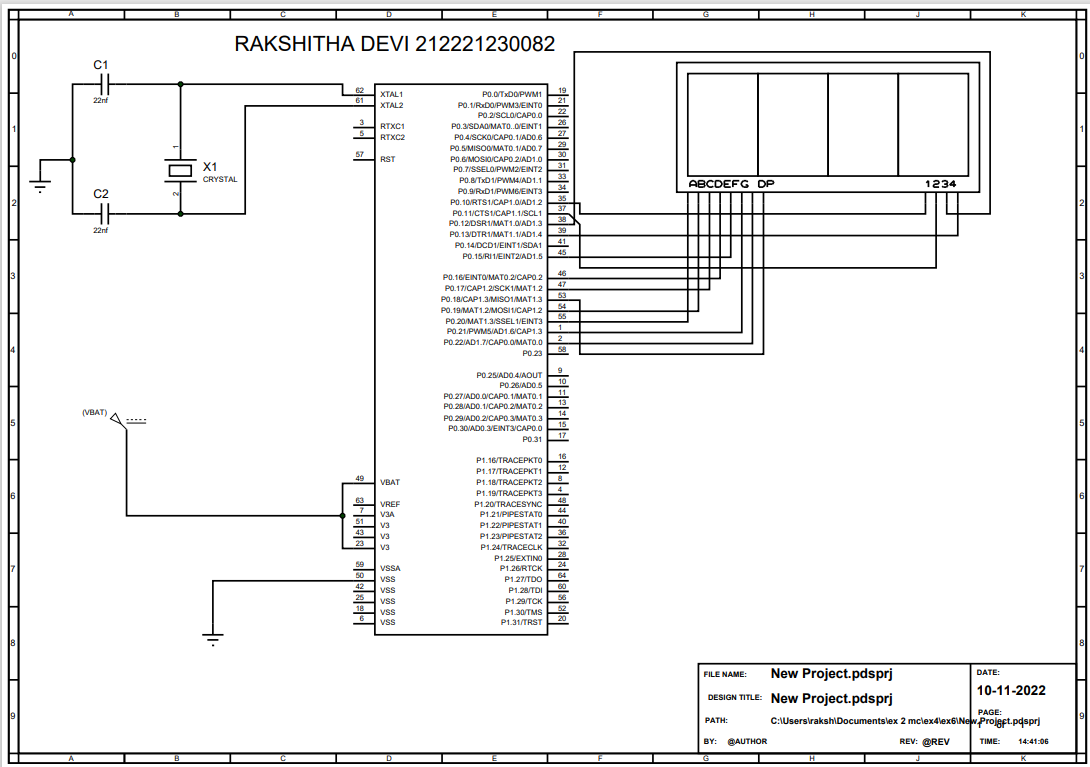 A B C D E F G H J K
RAKSHITHA DEVI 212221230082
0 0
1 1
2 2
3 3
4 4
5 5
6 6
7 7
8 8
9 9
C1
22nf
C2
22nf
X1
CRYSTAL
1
2
62 XTAL1
61 XTAL2
3 RTXC1
5 RTXC2
57 RST
49 VBAT
63 VREF
7 V3A
51 V3
43 V3
23 V3
59 VSSA
50 VSS
42 VSS
25 VSS
18 VSS
6 VSS
P0.0/TxD0/PWM1 19
P0.1/RxD0/PWM3/EINT0 21
P0.2/SCL0/CAP0.0 22
P0.3/SDA0/MAT0..0/EINT1 26
P0.4/SCK0/CAP0.1/AD0.6 27
P0.5/MISO0/MAT0.1/AD0.7 29
P0.6/MOSI0/CAP0.2/AD1.0 30
P0.7/SSEL0/PWM2/EINT2 31
P0.8/TxD1/PWM4/AD1.1 33
P0.9/RxD1/PWM6/EINT3 34
P0.10/RTS1/CAP1.0/AD1.2 35
P0.11/CTS1/CAP1.1/SCL1 37
P0.12/DSR1/MAT1.0/AD1.3 38
P0.13/DTR1/MAT1.1/AD1.4 39
P0.14/DCD1/EINT1/SDA1 41
P0.15/RI1/EINT2/AD1.5 45
P0.16/EINT0/MAT0.2/CAP0.2 46
P0.17/CAP1.2/SCK1/MAT1.2 47
P0.18/CAP1.3/MISO1/MAT1.3 53
P0.19/MAT1.2/MOSI1/CAP1.2 54
P0.20/MAT1.3/SSEL1/EINT3 55
P0.21/PWM5/AD1.6/CAP1.3 1
P0.22/AD1.7/CAP0.0/MAT0.0 2
P0.23 58
P0.25/AD0.4/AOUT 9
P0.26/AD0.5 10
P0.27/AD0.0/CAP0.1/MAT0.1 11
P0.28/AD0.1/CAP0.2/MAT0.2 13
P0.29/AD0.2/CAP0.3/MAT0.3 14
P0.30/AD0.3/EINT3/CAP0.0 15
P0.31 17
P1.16/TRACEPKT0 16
P1.17/TRACEPKT1 12
P1.18/TRACEPKT2 8
P1.19/TRACEPKT3 4
P1.20/TRACESYNC 48
P1.21/PIPESTAT0 44
P1.22/PIPESTAT1 40
P1.23/PIPESTAT2 36
P1.24/TRACECLK 32
P1.25/EXTIN0 28
P1.26/RTCK 24
P1.27/TDO 64
P1.28/TDI 60
P1.29/TCK 56
P1.30/TMS 52
P1.31/TRST 20
ABCDEFG DP 1234
(VBAT)
FILE NAME: New Project.pdsprj
DESIGN TITLE: New Project.pdsprj
PATH: C:\Users\raksh\Documents\ex 2 mc\ex4\ex6\New Project.pdsprj
BY: @AUTHOR REV: @REV
DATE:
10-11-2022
PAGE:
TIME: 14:41:06
A B C D E F G H J K